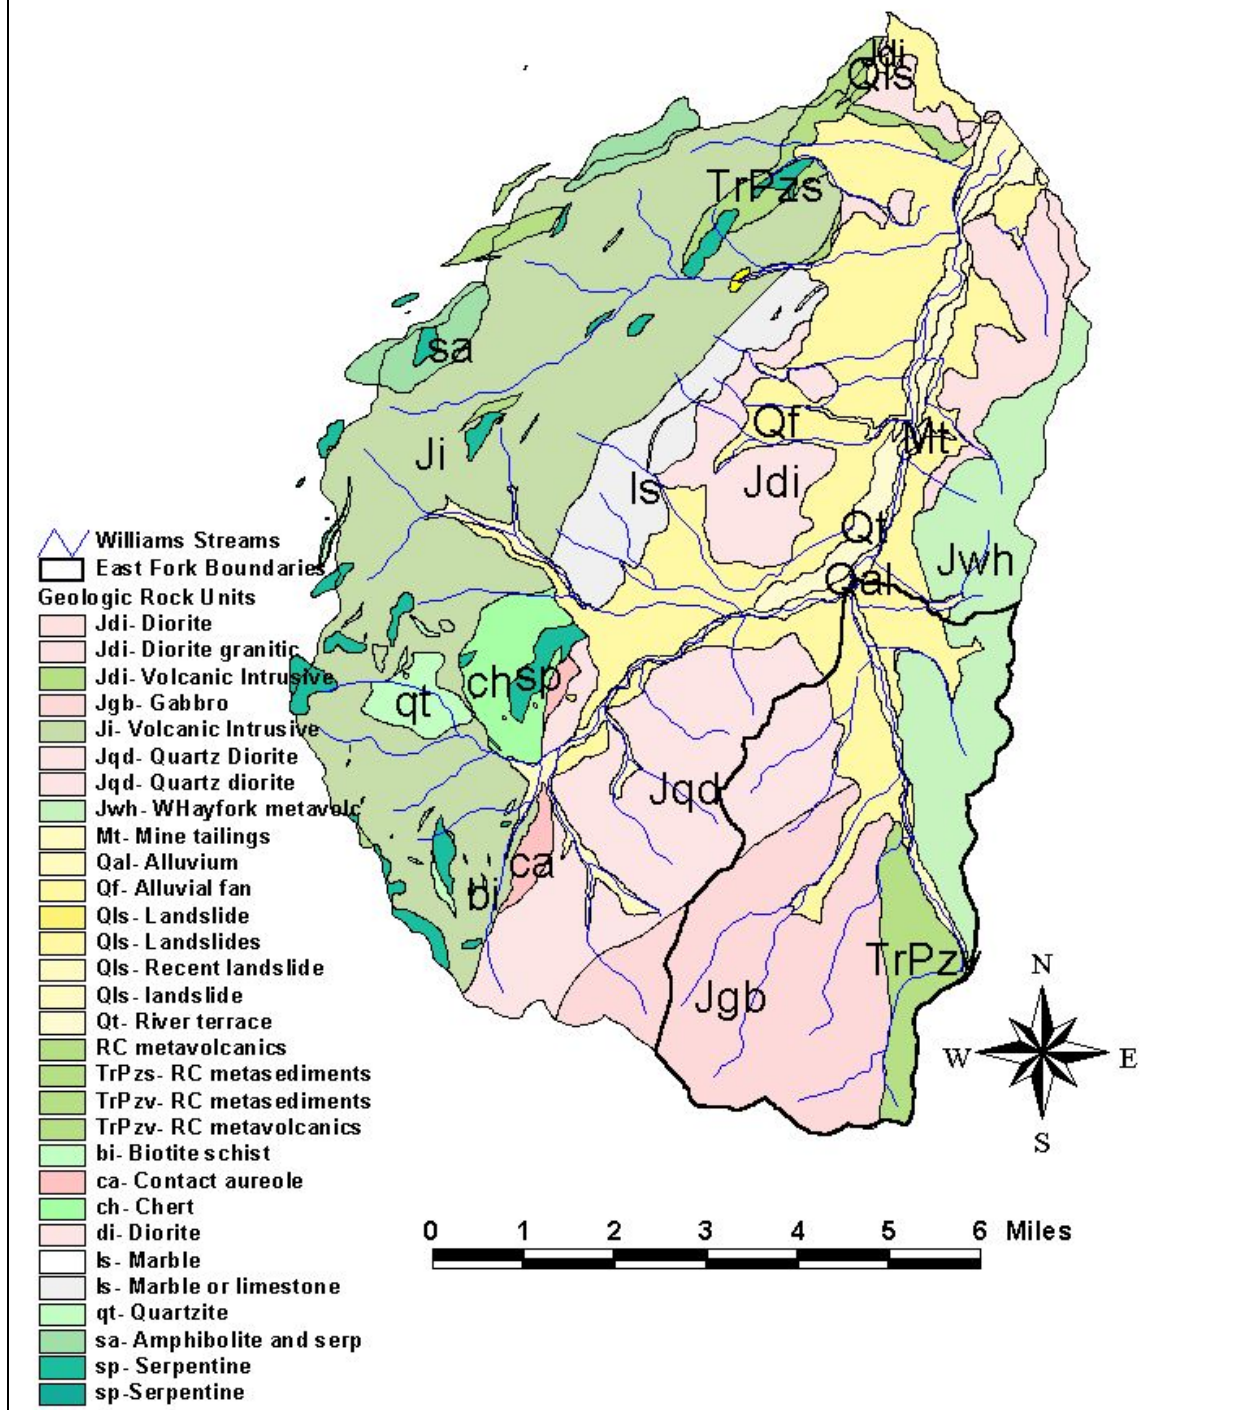 Jdi
Qls
TrPzs
sa
Qf
Mt
Ji
ls
Jdi
Qt
Jwh
Qal
ch
sp
qt
Jqd
ca
bi
TrPzv
Jgb
Williams Streams
East Fork Boundaries
Geologic Rock Units
Jdi- Diorite
Jdi- Diorite granitic
Jdi- Volcanic Intrusive
Jgb- Gabbro
Ji- Volcanic Intrusive
Jqd- Quartz Diorite
Jqd- Quartz diorite
Jwh- WHayfork metavolc
Mt- Mine tailings
Qal- Alluvium
Qf- Alluvial fan
Qls- Landslide
Qls- Landslides
Qls- Recent landslide
Qls- landslide
Qt- River terrace
RC metavolcanics
TrPzs- RC metasediments
TrPzv- RC metasediments
TrPzv- RC metavolcanics
bi- Biotite schist
ca- Contact aureole
ch- Chert
di- Diorite
ls- Marble
ls- Marble or limestone
qt- Quartzite
sa- Amphibolite and serp
sp- Serpentine
sp-Serpentine
N
W E
S
0 1 2 3 4 5 6 Miles